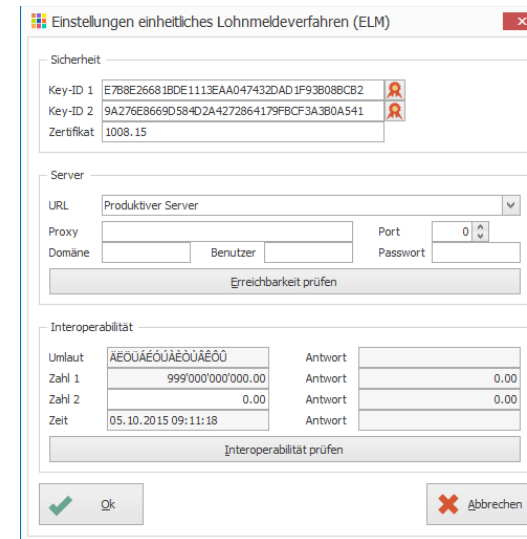 Einstellungen einheitliches Lohnmeldeverfahren (ELM)
Sicherheit
Key-ID 1 E7B8E26681BDE1113EAA047432DAD1F93B08BCB2
Key-ID 2 9A276E8669D584D2A4272864179FBCF3A3B0A541
Zertifikat 1008.15
Server
URL Produktiver Server
Proxy Port 0
Domäne Benutzer Passwort
Erreichbarkeit prüfen
Interoperabilität
Umlaut ÄËÖÜÁÉÓÚÀÈÒÙÂÊÔÛ Antwort
Zahl 1 999'000'000'000.00 Antwort 0.00
Zahl 2 0.00 Antwort 0.00
Zeit 05.10.2015 09:11:18 Antwort
Interoperabilität prüfen
Ok Abbrechen